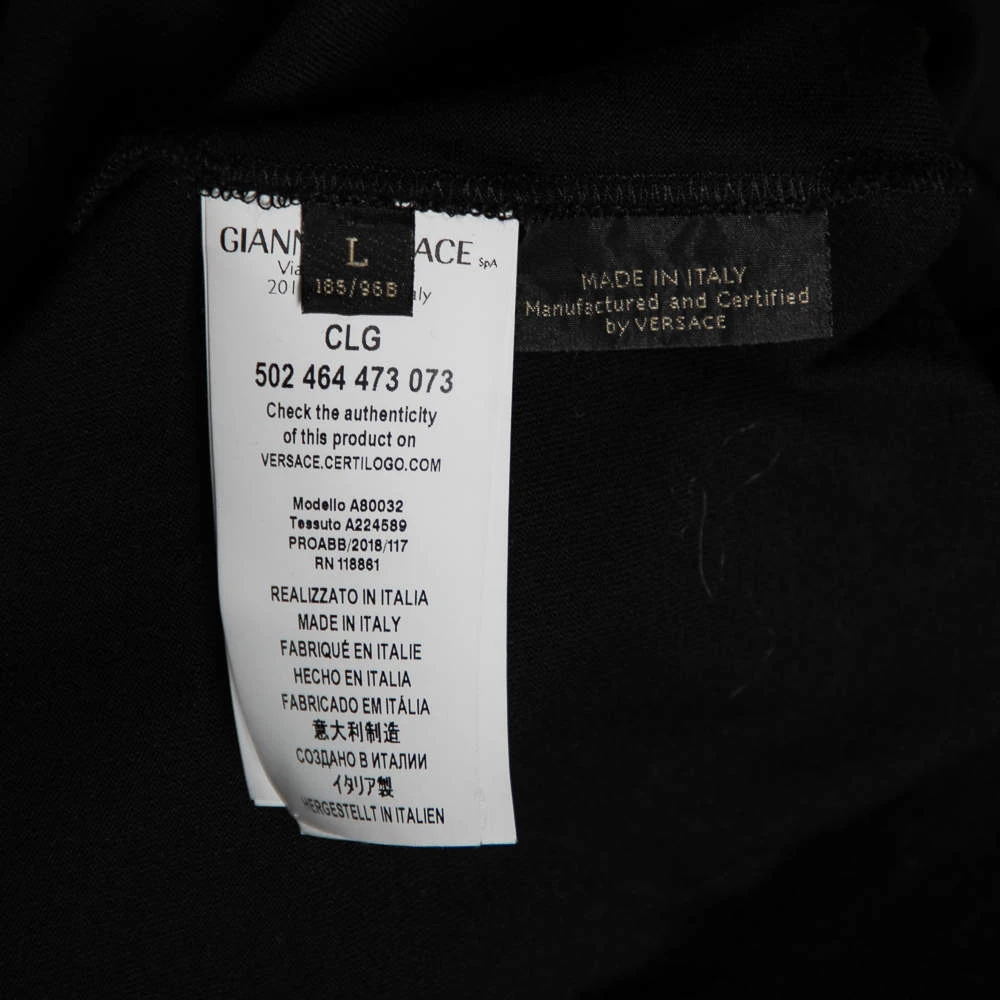 GIANN ACE SpA
L
185/96B
CLG
502 464 473 073
Check the authenticity
of this product on
VERSACE.CERTILOGO.COM
Modello A80032
Tessuto A224589
PROABB/2018/117
RN 118861
REALIZZATO IN ITALIA
MADE IN ITALY
FABRIQUÉ EN ITALIE
HECHO EN ITALIA
FABRICADO EM ITÁLIA
意大利制造
СОЗДАНО В ИТАЛИИ
イタリア製
HERGESTELLT IN ITALIEN
MADE IN ITALY
Manufactured and Certified
by VERSACE